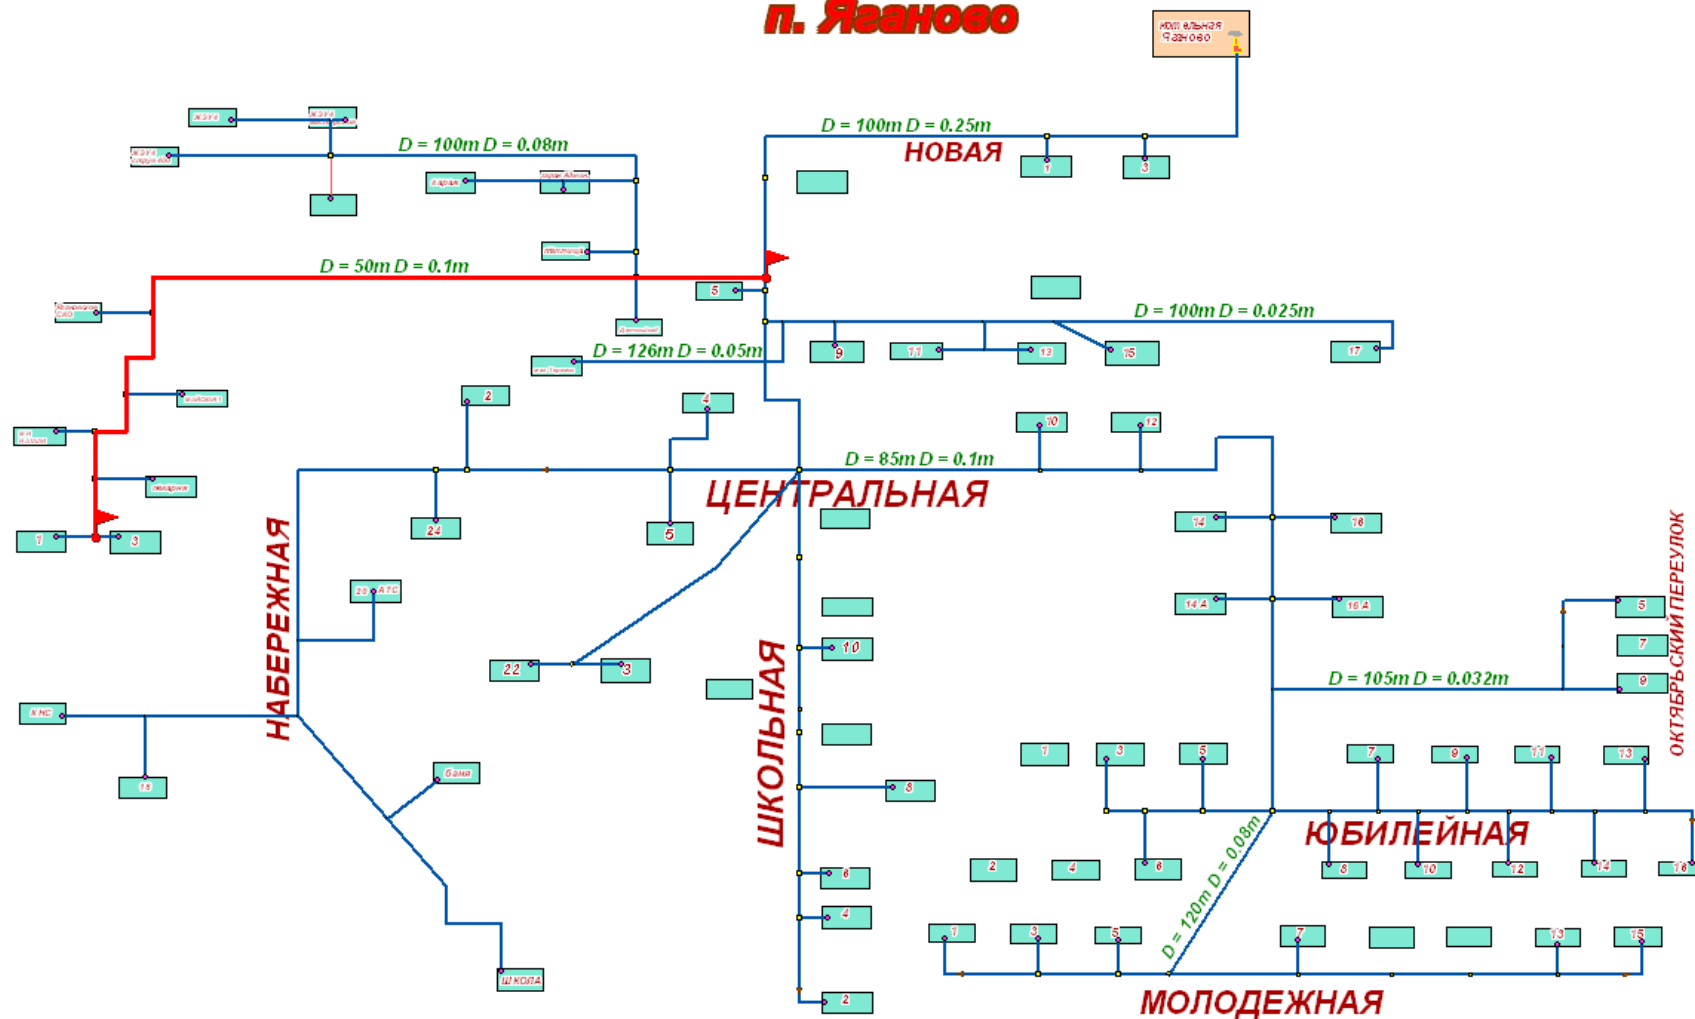 п. Яганово
котельная
Яганово
D = 100m D = 0.25m
НОВАЯ
1
3
D = 100m D = 0.08m
гараж
D = 50m D = 0.1m
5
D = 100m D = 0.025m
D = 126m D = 0.05m
9
11
13
15
17
2
4
10
12
D = 85m D = 0.1m
ЦЕНТРАЛЬНАЯ
пекарня
24
5
14
16
1
3
НАБЕРЕЖНАЯ
20 АТС
14 А
16 А
ОКТЯБРЬСКИЙ ПЕРЕУЛОК
5
7
9
22
3
ШКОЛЬНАЯ
10
D = 105m D = 0.032m
КНС
18
баня
8
1
3
5
7
9
11
13
ЮБИЛЕЙНАЯ
D = 120m D = 0.08m
6
4
2
2
4
6
8
10
12
14
16
1
3
5
7
13
15
МОЛОДЕЖНАЯ
ШКОЛА